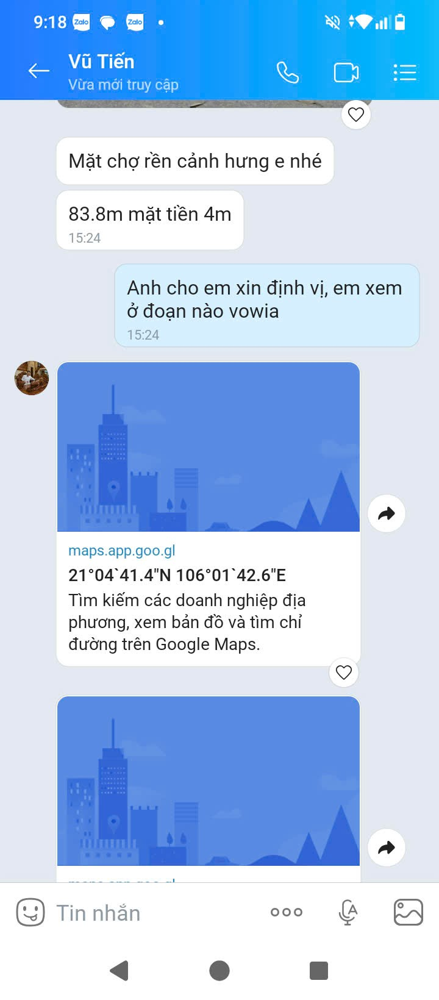 9:18
Zalo
Zalo
Vũ Tiến
Vừa mới truy cập
Mặt chợ rền cảnh hưng e nhé
83.8m mặt tiền 4m
15:24
Anh cho em xin định vị, em xem
ở đoạn nào vowia
15:24
maps.app.goo.gl
21°04`41.4"N 106°01`42.6"E
Tìm kiếm các doanh nghiệp địa
phương, xem bản đồ và tìm chỉ
đường trên Google Maps.
Tin nhắn